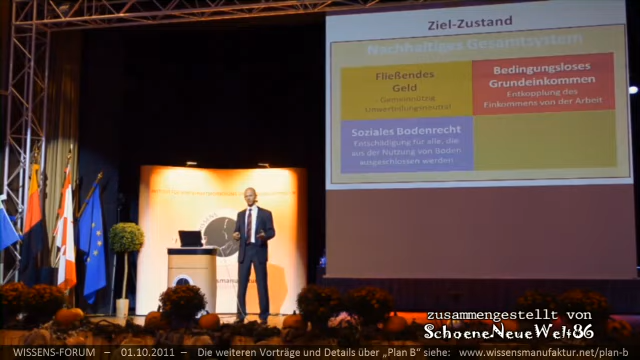 Ziel-Zustand
Nachhaltiges Gesamtsystem
Fließendes
Geld
Gemeinnützig
Umverteilungsneutral
Bedingungsloses
Grundeinkommen
Entkopplung des
Einkommens von der Arbeit
Soziales Bodenrecht
Entschädigung für alle, die
von der Nutzung von Boden
ausgeschlossen werden
smanufaktur
zusammengestellt von
SchoeneNeueWelt86
WISSENS-FORUM – 01.10.2011 – Die weiteren Vorträge und Details über „Plan B“ siehe: www.wissensmanufaktur.net/plan-b